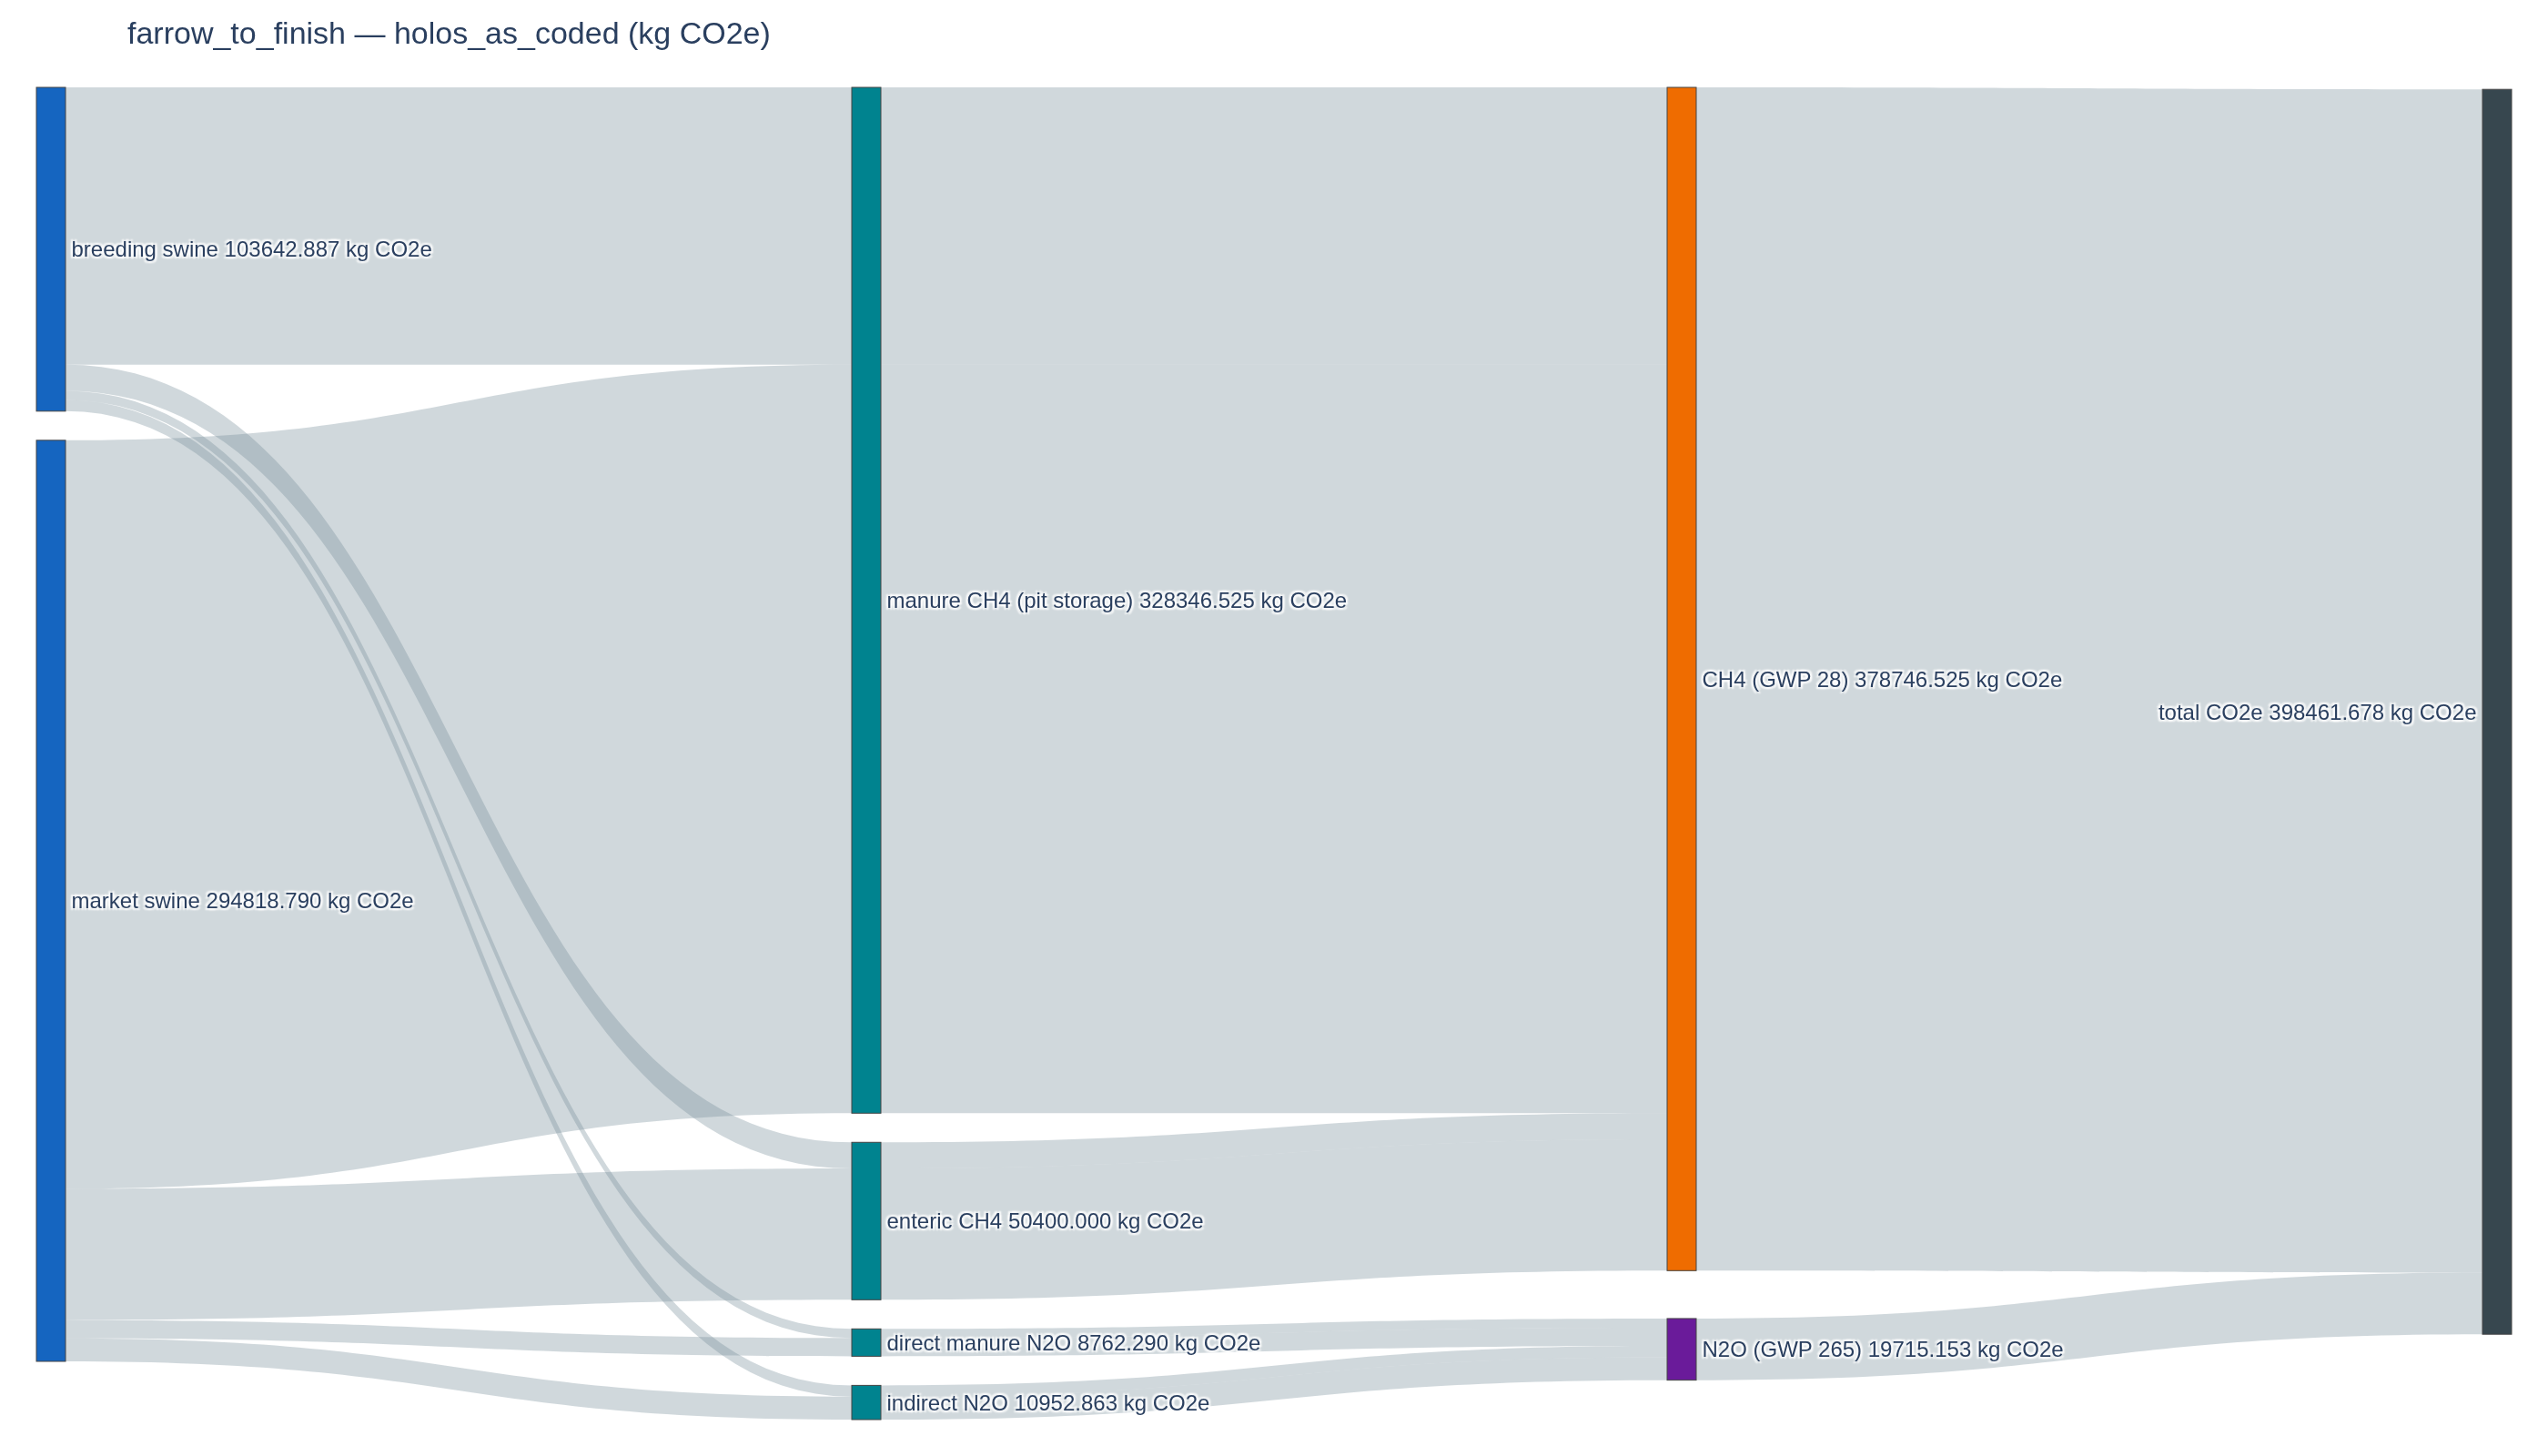 farrow_to_finish — holos_as_coded (kg CO2e)
breeding swine 103642.887 kg CO2e
market swine 294818.790 kg CO2e
manure CH4 (pit storage) 328346.525 kg CO2e
enteric CH4 50400.000 kg CO2e
direct manure N2O 8762.290 kg CO2e
indirect N2O 10952.863 kg CO2e
CH4 (GWP 28) 378746.525 kg CO2e
N2O (GWP 265) 19715.153 kg CO2e
total CO2e 398461.678 kg CO2e